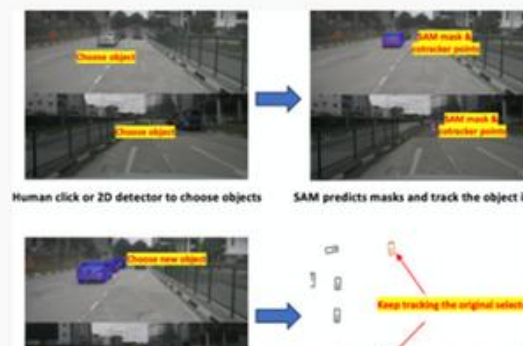 Choose object
SAM mask &
cotracker points
Choose object
SAM mask &
cotracker points
Human click or 2D detector to choose objects
SAM predicts masks and track the object i
Choose new object
Keep tracking the original select